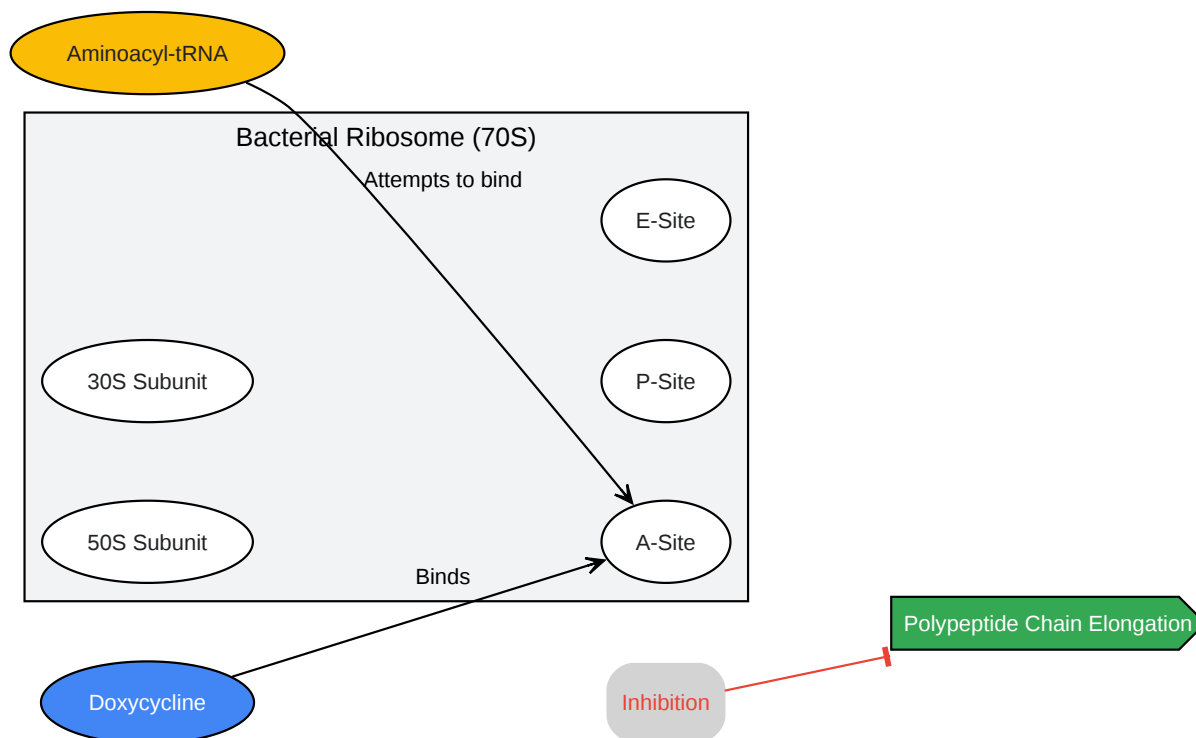 Aminoacyl-tRNA
Bacterial Ribosome (70S)
Attempts to bind
E-Site
30S Subunit
P-Site
50S Subunit
A-Site
Binds
Polypeptide Chain Elongation
Doxycycline
Inhibition